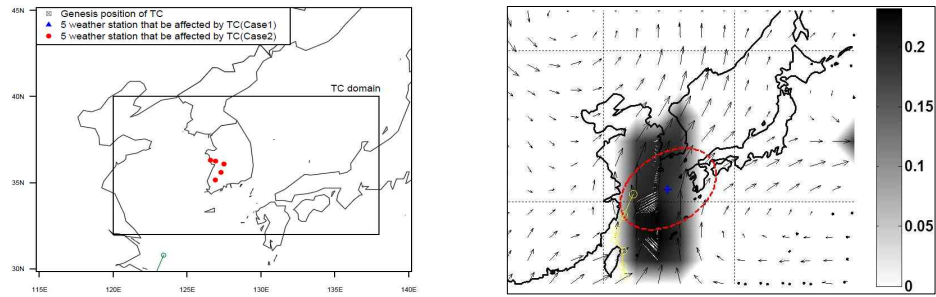 45N
Genesis position of TC
5 weather station that be affected by TC(Case1)
5 weather station that be affected by TC(Case2)
TC domain
40N
35N
30N
115E
120E
125E
130E
135E
140E
0.2
0.15
0.1
0.05
0